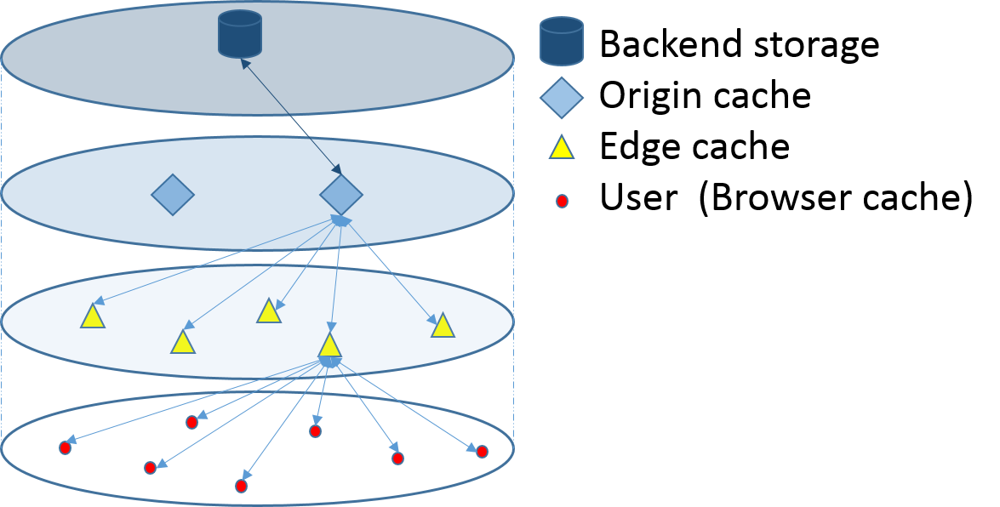 Backend storage
Origin cache
Edge cache
User (Browser cache)